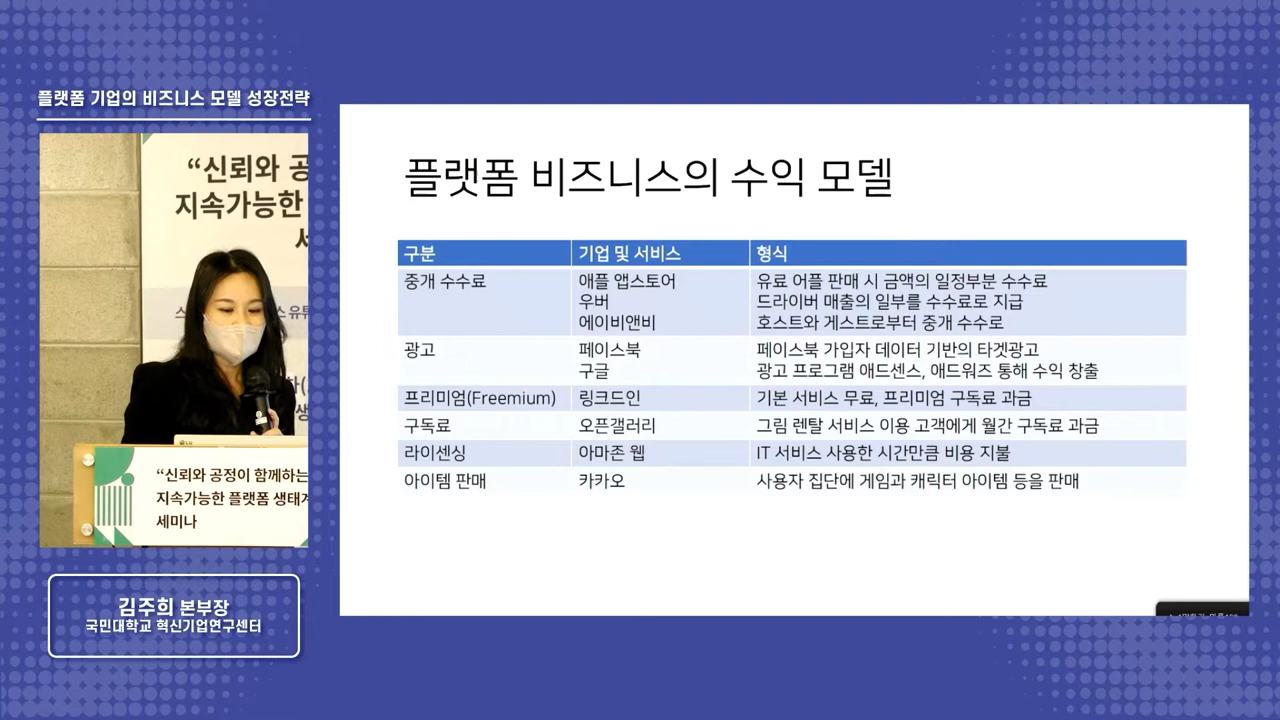 플랫폼 기업의 비즈니스 모델 성장전략
“신뢰와 공
지속가능한
플랫폼 비즈니스의 수익 모델
구분 기업 및 서비스 형식
중개 수수료 애플 앱스토어 유료 어플 판매 시 금액의 일정부분 수수료
우버 드라이버 매출의 일부를 수수료로 지급
에이비앤비 호스트와 게스트로부터 중개 수수로
광고 페이스북 페이스북 가입자 데이터 기반의 타겟광고
구글 광고 프로그램 애드센스, 애드워즈 통해 수익 창출
프리미엄(Freemium) 링크드인 기본 서비스 무료, 프리미엄 구독료 과금
구독료 오픈갤러리 그림 렌탈 서비스 이용 고객에게 월간 구독료 과금
라이센싱 아마존 웹 IT 서비스 사용한 시간만큼 비용 지불
아이템 판매 카카오 사용자 집단에 게임과 캐릭터 아이템 등을 판매
“신뢰와 공정이 함께하는
지속가능한 플랫폼 생태계
세미나
김주희 본부장
국민대학교 혁신기업연구센터